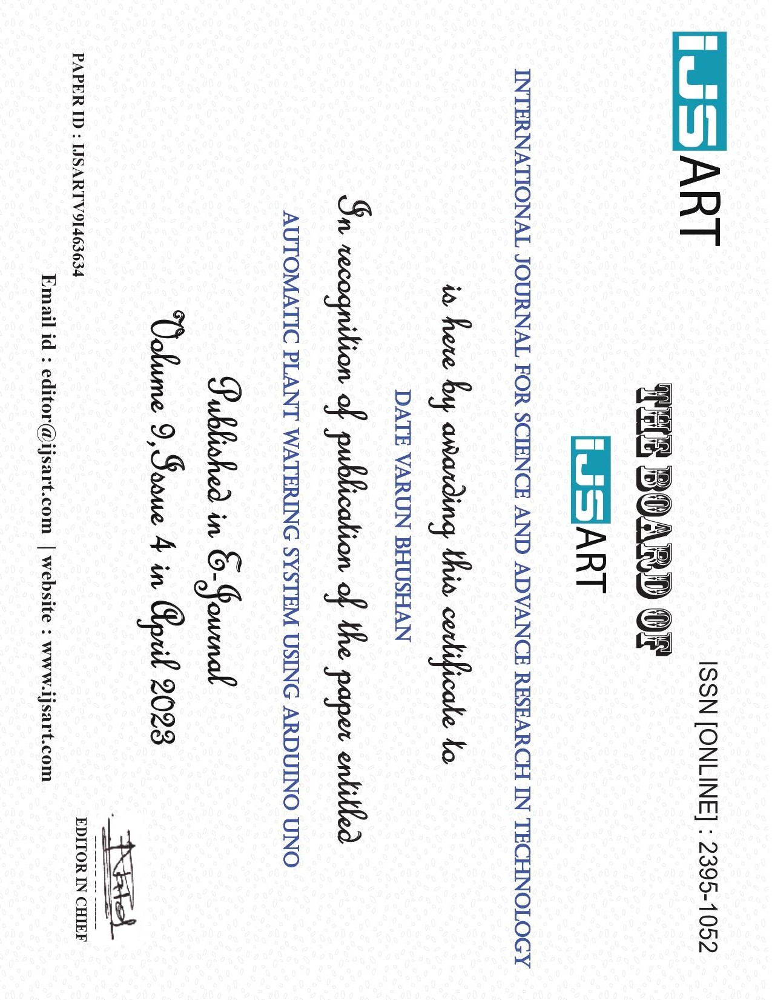 iJSART
ISSN [ONLINE] : 2395-1052
THE BOARD OF
iJSART
INTERNATIONAL JOURNAL FOR SCIENCE AND ADVANCE RESEARCH IN TECHNOLOGY
is here by awarding this certificate to
DATE VARUN BHUSHAN
In recognition of publication of the paper entitled
AUTOMATIC PLANT WATERING SYSTEM USING ARDUINO UNO
Published in E-Journal
Volume 9,Issue 4 in April 2023
PAPER ID : IJSARTV9I463634
EDITOR IN CHIEF
Email id : editor@ijsart.com | website : www.ijsart.com